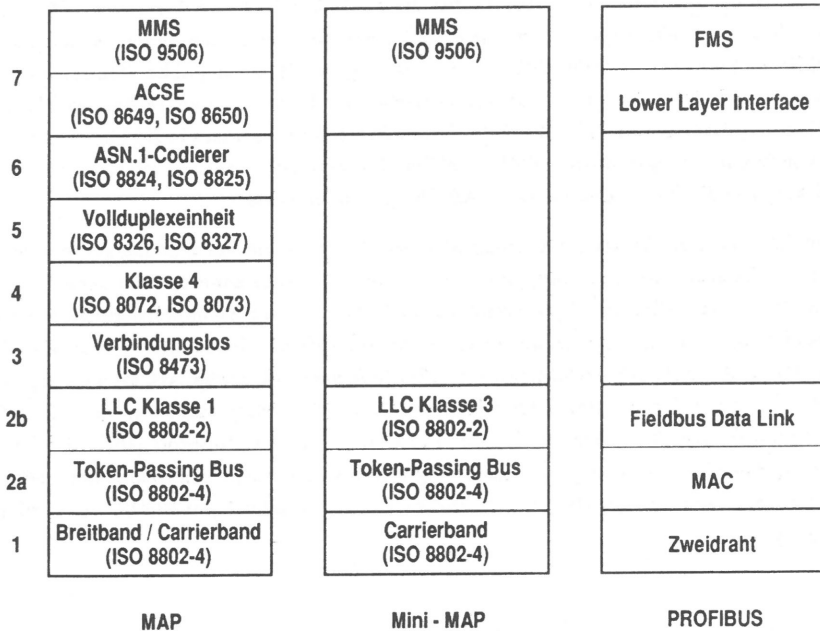 7
6
5
4
3
2b
2a
1
MMS
(ISO 9506)
ACSE
(ISO 8649, ISO 8650)
ASN.1-Codierer
(ISO 8824, ISO 8825)
Vollduplexeinheit
(ISO 8326, ISO 8327)
Klasse 4
(ISO 8072, ISO 8073)
Verbindungslos
(ISO 8473)
LLC Klasse 1
(ISO 8802-2)
Token-Passing Bus
(ISO 8802-4)
Breitband / Carrierband
(ISO 8802-4)
MAP
MMS
(ISO 9506)
LLC Klasse 3
(ISO 8802-2)
Token-Passing Bus
(ISO 8802-4)
Carrierband
(ISO 8802-4)
Mini - MAP
FMS
Lower Layer Interface
Fieldbus Data Link
MAC
Zweidraht
PROFIBUS